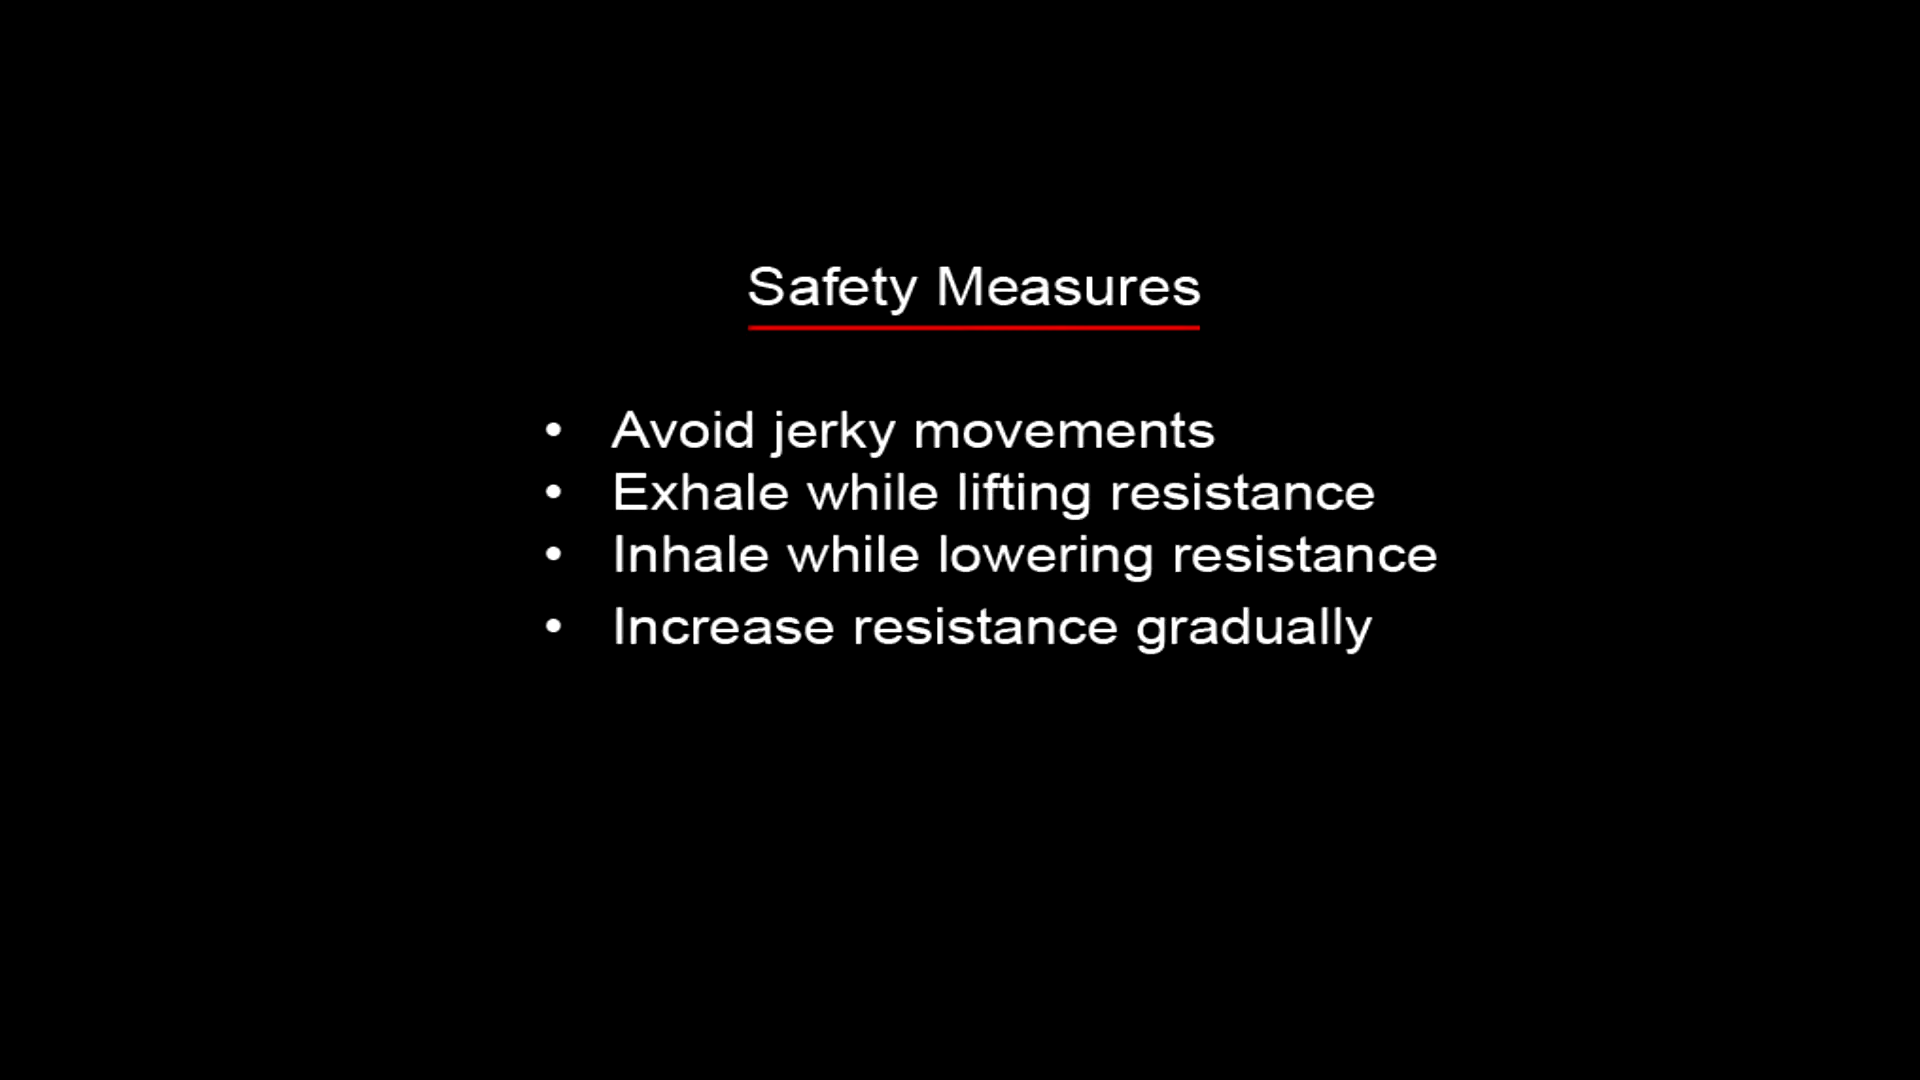 Safety Measures
• Avoid jerky movements
• Exhale while lifting resistance
• Inhale while lowering resistance
• Increase resistance gradually